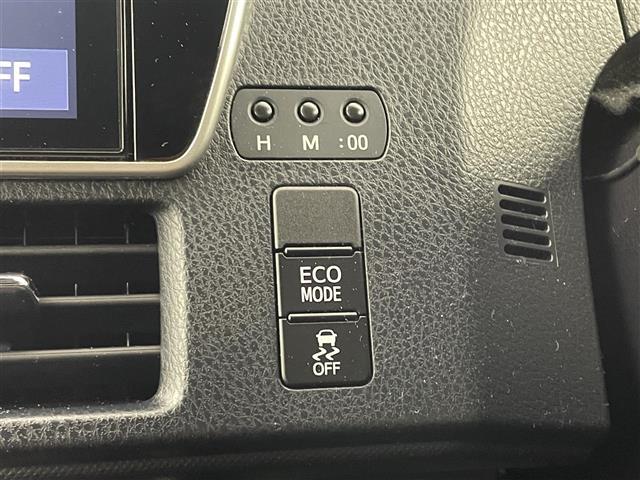 FF
H M :00
ECO
MODE
OFF